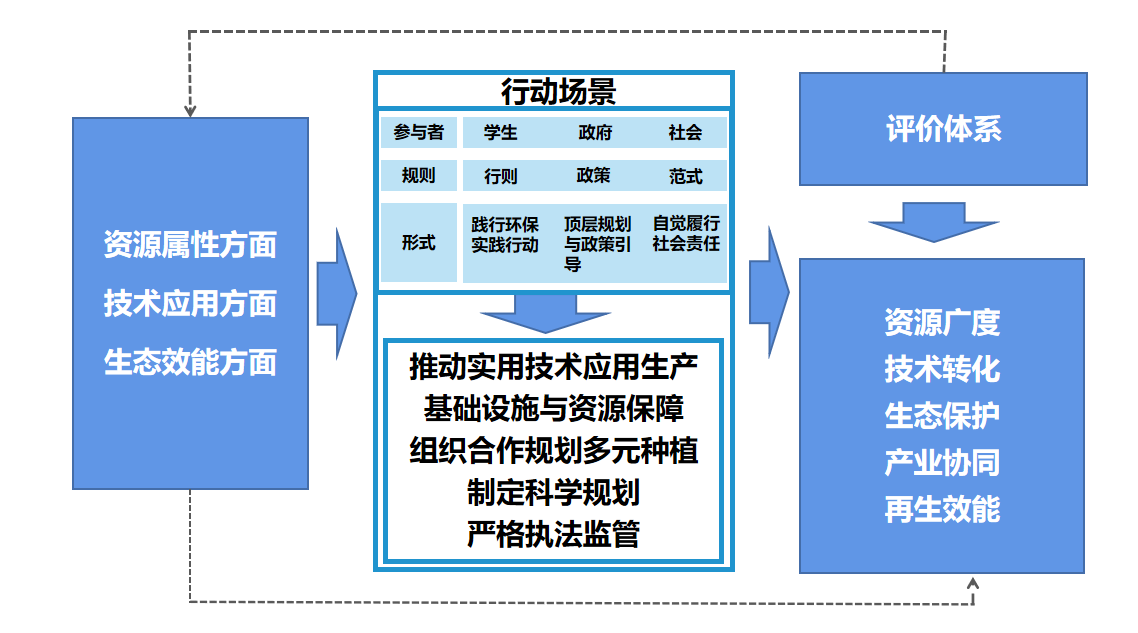 资源属性方面
技术应用方面
生态效能方面
行动场景
参与者 学生 政府 社会
规则 行则 政策 范式
形式
践行环保
实践行动
顶层规划
与政策引
导
自觉履行
社会责任
推动实用技术应用生产
基础设施与资源保障
组织合作规划多元种植
制定科学规划
严格执法监管
评价体系
资源广度
技术转化
生态保护
产业协同
再生效能